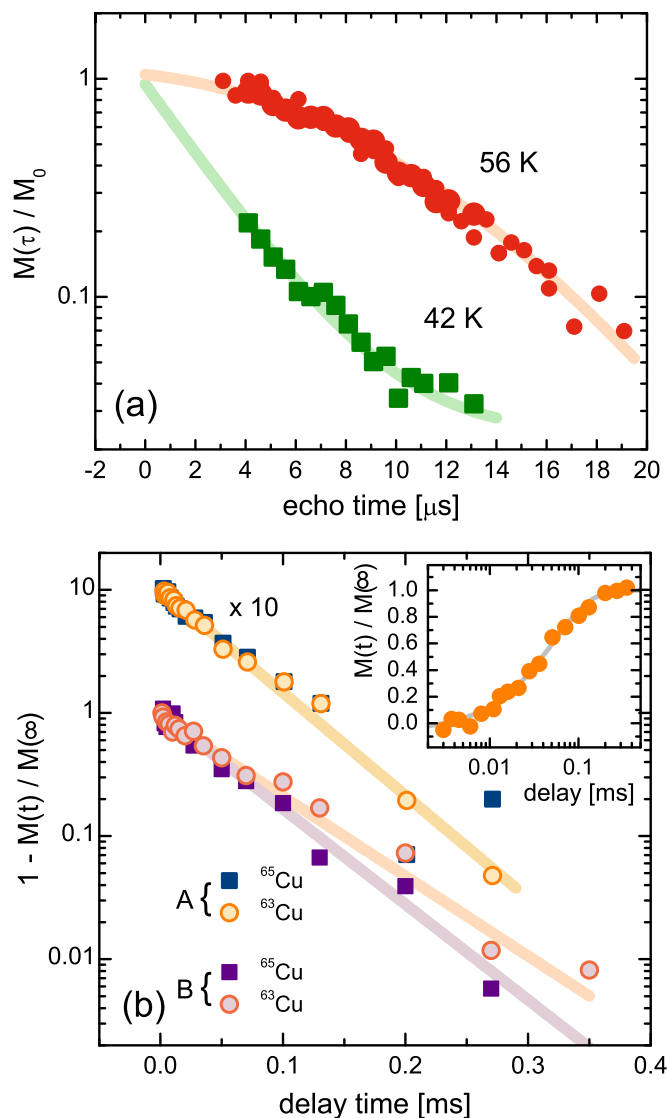 (a)
M(τ) / M₀
1
0.1
56 K
42 K
-2 0 2 4 6 8 10 12 14 16 18 20
echo time [μs]
(b)
1 - M(t) / M(∞)
10
1
0.1
0.01
x 10
M(t) / M(∞)
1.0
0.8
0.6
0.4
0.2
0.0
0.01 0.1
delay [ms]
A {
⁶⁵Cu
⁶³Cu
B {
⁶⁵Cu
⁶³Cu
0.0 0.1 0.2 0.3 0.4
delay time [ms]